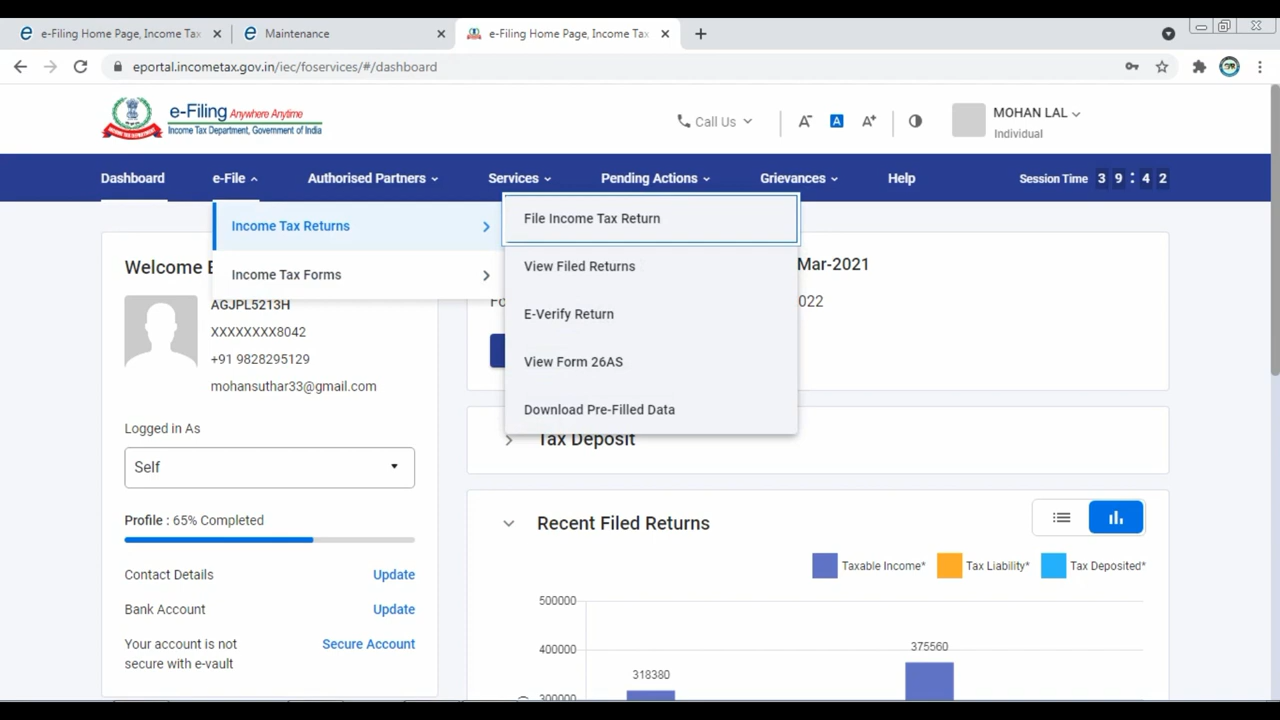 e-Filing Home Page, Income Tax
Maintenance
e-Filing Home Page, Income Tax
eportal.incometax.gov.in/iec/foservices/#/dashboard
e-Filing Anywhere Anytime
Income Tax Department, Government of India
Call Us
A-
A
A+
MOHAN LAL
Individual
Dashboard
e-File
Authorised Partners
Services
Pending Actions
Grievances
Help
Session Time 3 9 : 4 2
Income Tax Returns
Income Tax Forms
File Income Tax Return
View Filed Returns
E-Verify Return
View Form 26AS
Download Pre-Filled Data
Welcome
Mar-2021
Fo
022
AGJPL5213H
XXXXXXXX8042
+91 9828295129
mohansuthar33@gmail.com
Logged in As
Self
Profile : 65% Completed
Contact Details Update
Bank Account Update
Your account is not
secure with e-vault
Secure Account
Tax Deposit
Recent Filed Returns
Taxable Income* Tax Liability* Tax Deposited*
500000
400000
300000
318380
375560